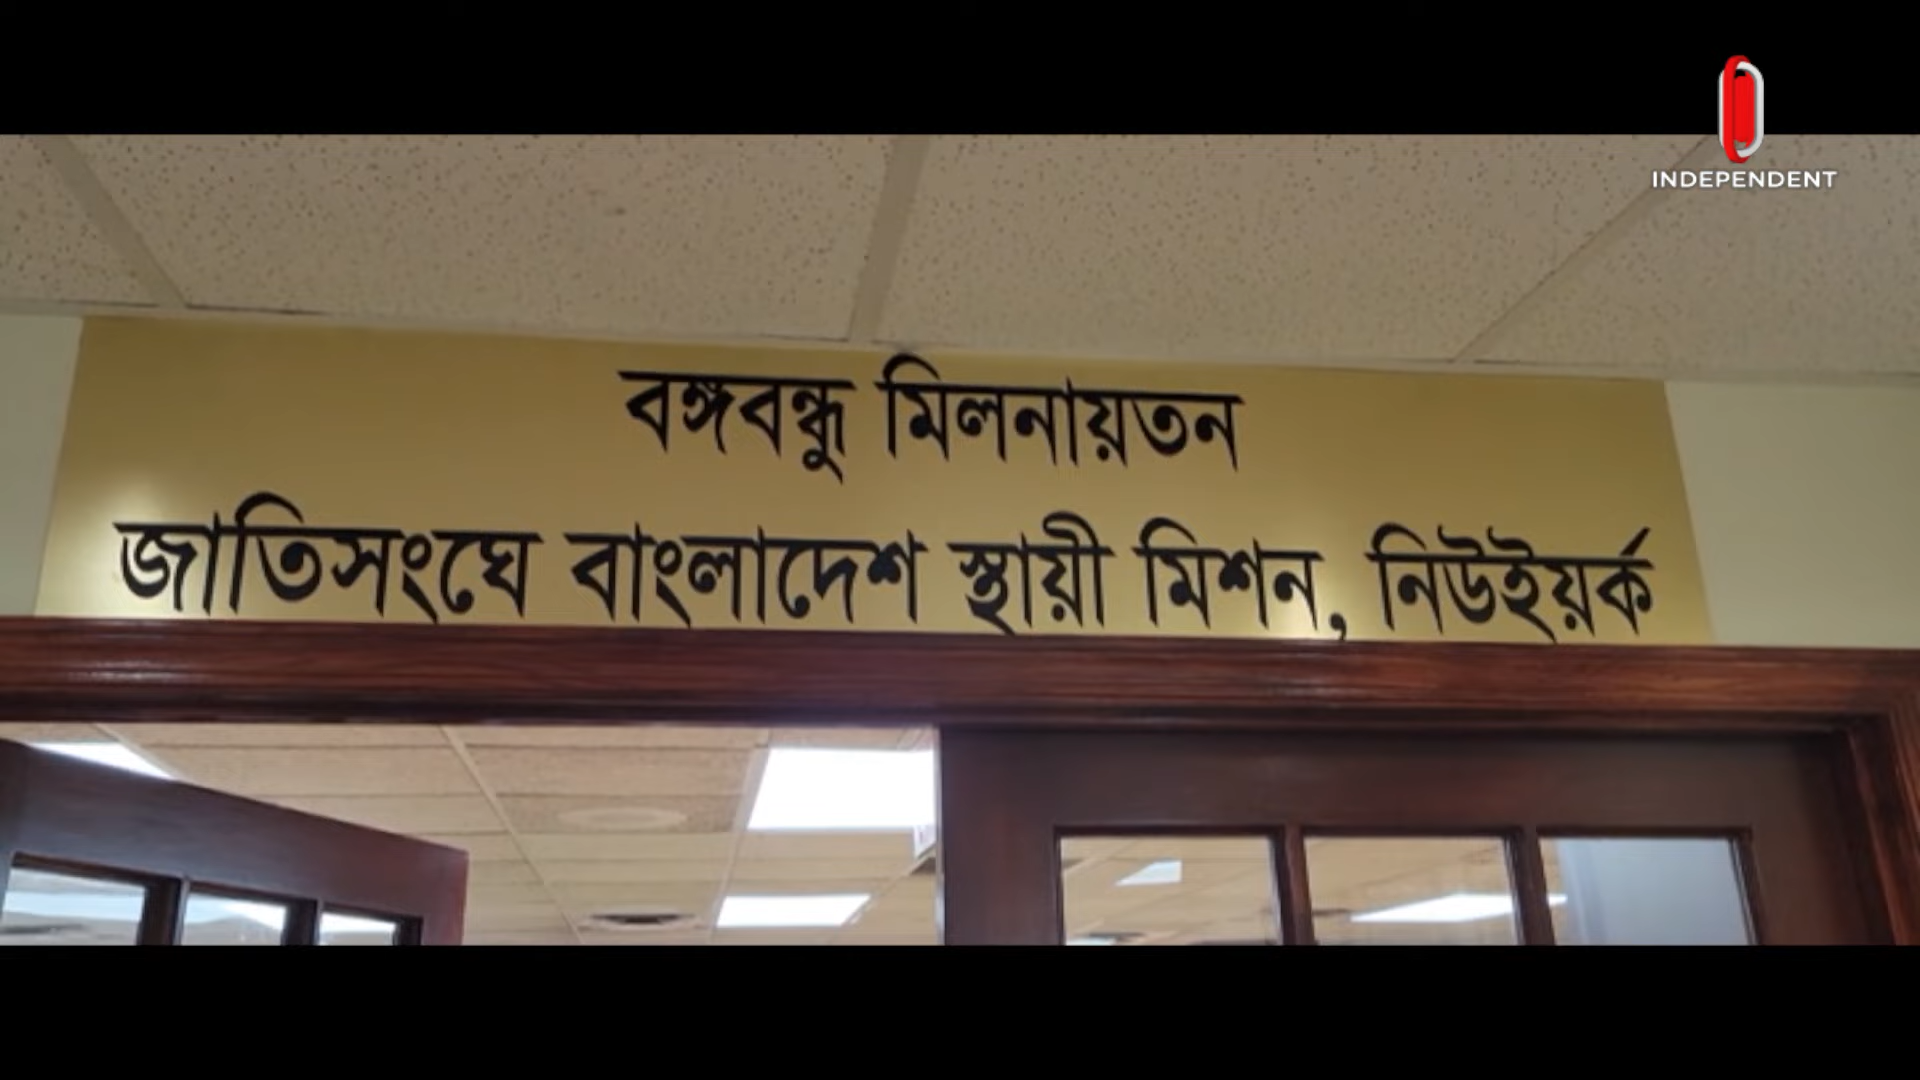 INDEPENDENT
বঙ্গবন্ধু মিলনায়তন
জাতিসংঘে বাংলাদেশ স্থায়ী মিশন, নিউইয়র্ক